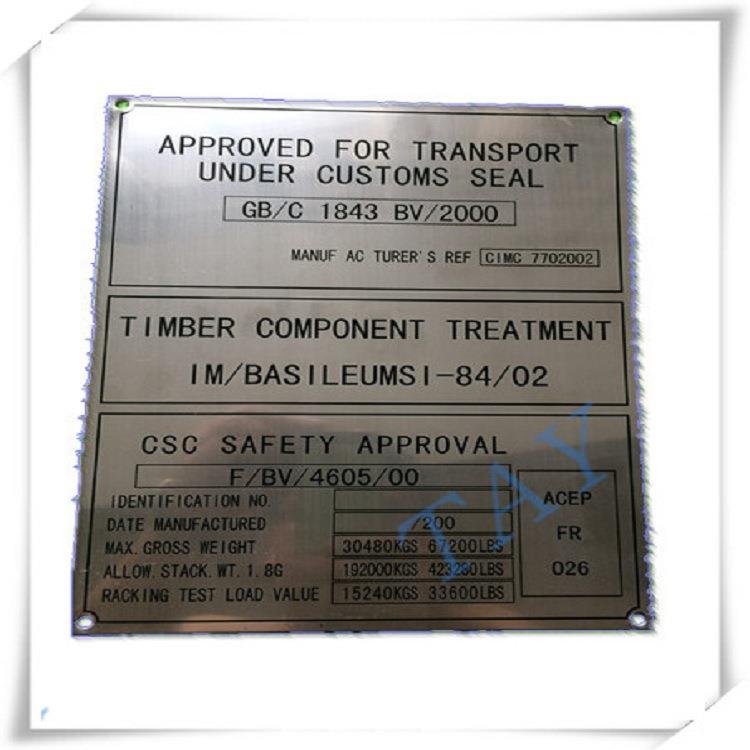 APPROVED FOR TRANSPORT
UNDER CUSTOMS SEAL
GB/C 1843 BV/2000
MANUF AC TURER'S REF CIMC 7702002
TIMBER COMPONENT TREATMENT
IM/BASILEUMSI-84/02
CSC SAFETY APPROVAL
F/BV/4605/00
IDENTIFICATION NO.
DATE MANUFACTURED /200
MAX. GROSS WEIGHT 30480KGS 67200LBS
ALLOW. STACK. WT. 1.8G 192000KGS 423280LBS
RACKING TEST LOAD VALUE 15240KGS 33600LBS
ACEP
FR
026
TAY